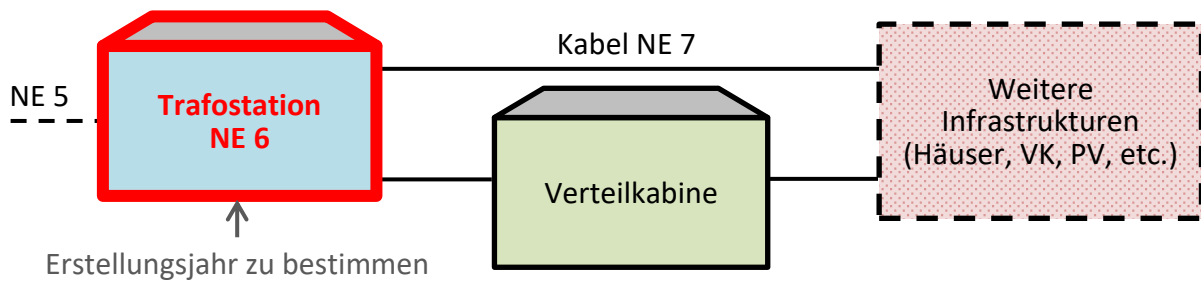 Kabel NE 7
NE 5
Trafostation
NE 6
Weitere
Infrastrukturen
(Häuser, VK, PV, etc.)
Verteilkabine
Erstellungsjahr zu bestimmen